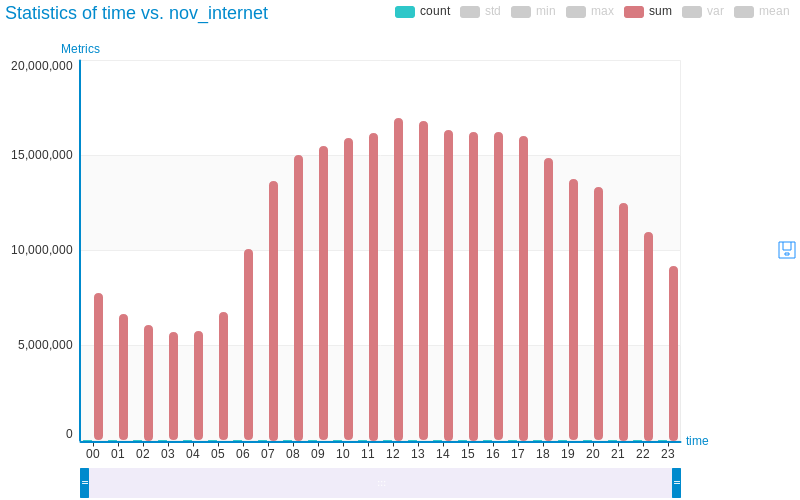 Statistics of time vs. nov_internet
count std min max sum var mean
Metrics
20,000,000
15,000,000
10,000,000
5,000,000
0
00 01 02 03 04 05 06 07 08 09 10 11 12 13 14 15 16 17 18 19 20 21 22 23
time